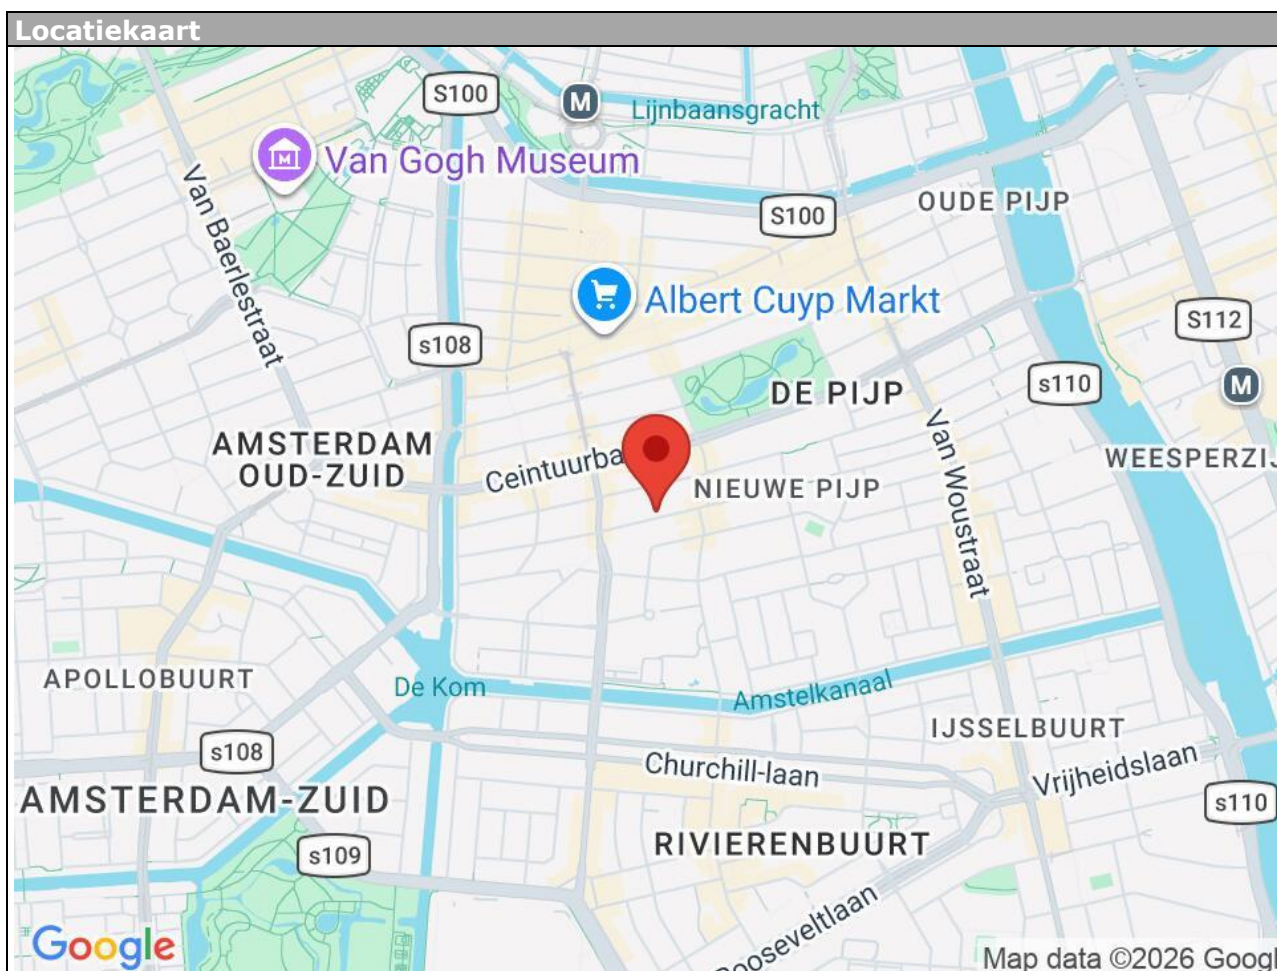 Locatiekaart
S100
M
Lijnbaansgracht
Van Gogh Museum
OUDE PIJP
S100
Van Baerlestraat
Albert Cuyp Markt
S112
s108
s110
M
DE PIJP
AMSTERDAM
OUD-ZUID
Van Woustraat
Ceintuurba
WEESPERZIJ
NIEUWE PIJP
APOLLOBUURT
De Kom
Amstelkanaal
IJSSELBUURT
s108
Churchill-laan
Vrijheidslaan
AMSTERDAM-ZUID
s110
s109
RIVIERENBUURT
Rooseveltlaan
Google
Map data ©2026 Googl